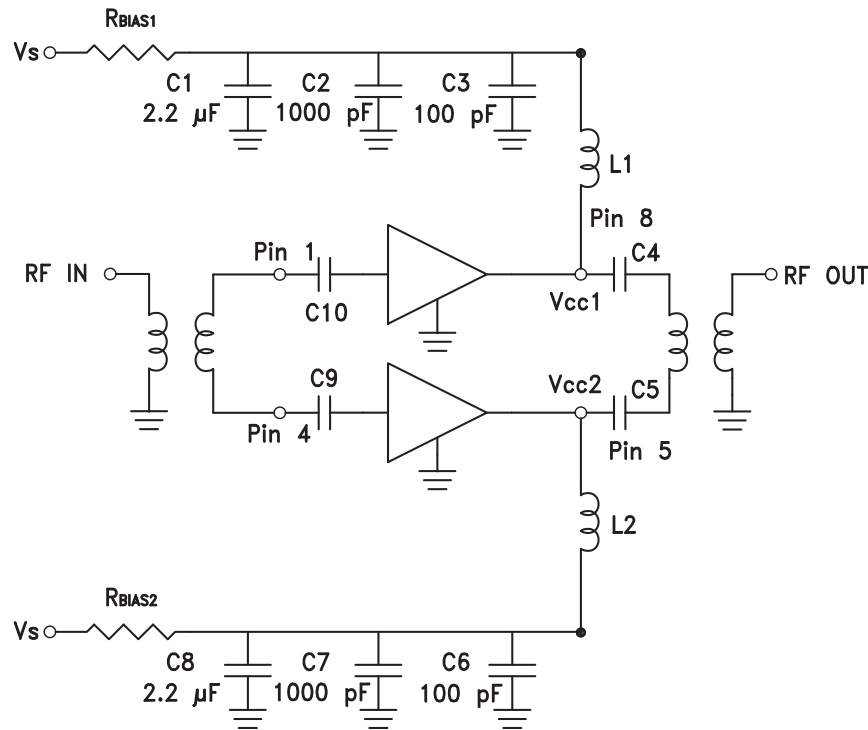 RBIAS1
Vs
C1
2.2 µF
C2
1000 pF
C3
100 pF
L1
Pin 8
Pin 1
RF IN
C10
C4
RF OUT
Vcc1
C9
Vcc2
C5
Pin 4
Pin 5
L2
RBIAS2
Vs
C8
2.2 µF
C7
1000 pF
C6
100 pF